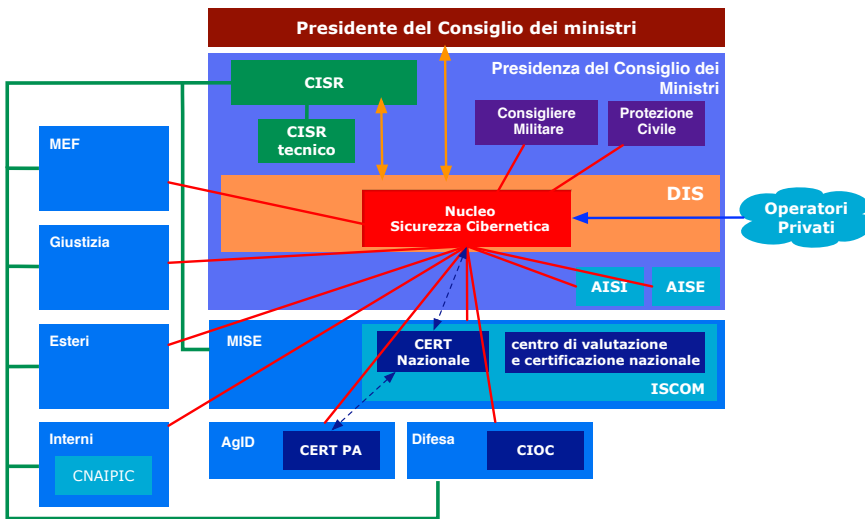 Presidente del Consiglio dei ministri
CISR
Presidenza del Consiglio dei
Ministri
CISR
tecnico
Consigliere
Militare
Protezione
Civile
MEF
DIS
Nucleo
Sicurezza Cibernetica
Operatori
Privati
Giustizia
AISI
AISE
Esteri
MISE
CERT
Nazionale
centro di valutazione
e certificazione nazionale
ISCOM
Interni
CNAIPIC
AgID
CERT PA
Difesa
CIOC